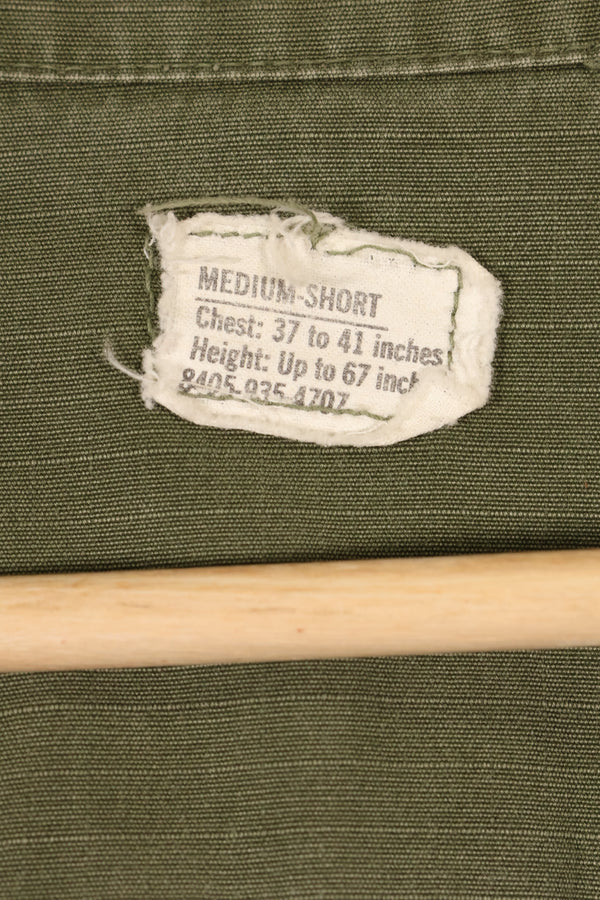 MEDIUM-SHORT
Chest: 37 to 41 inches
Height: Up to 67 inch
8405-935-4707